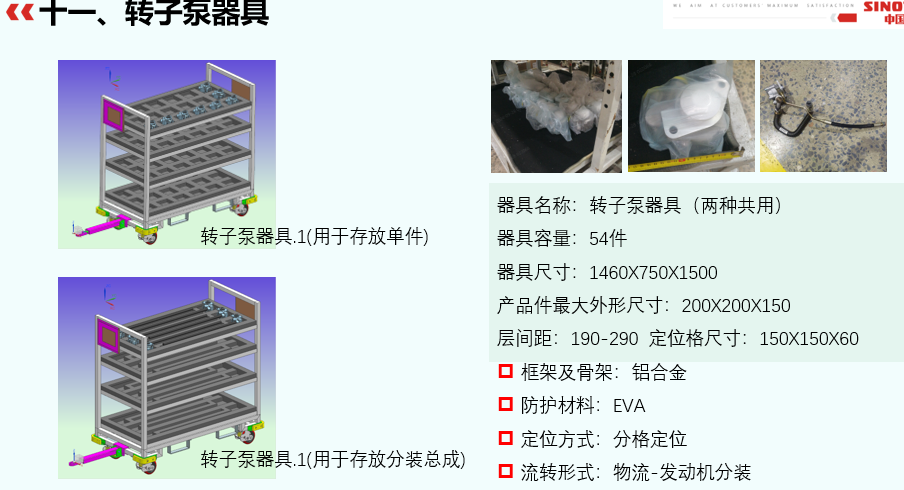 十一、转子泵器具
WE AIM AT CUSTOMERS MAXIMUM SATISFACTION
SINO
中国
转子泵器具.1(用于存放单件)
转子泵器具.1(用于存放分装总成)
器具名称：转子泵器具（两种共用）
器具容量：54件
器具尺寸：1460X750X1500
产品件最大外形尺寸：200X200X150
层间距：190-290 定位格尺寸：150X150X60
框架及骨架：铝合金
防护材料：EVA
定位方式：分格定位
流转形式：物流-发动机分装